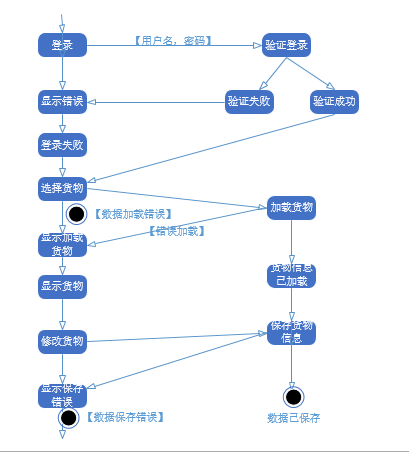 登录
【用户名，密码】
验证登录
显示错误
验证失败
验证成功
登录失败
选择货物
加载货物
【数据加载错误】
【错误加载】
显示加载
货物
货物信息
已加载
显示货物
保存货物
信息
修改货物
显示保存
错误
【数据保存错误】
数据已保存